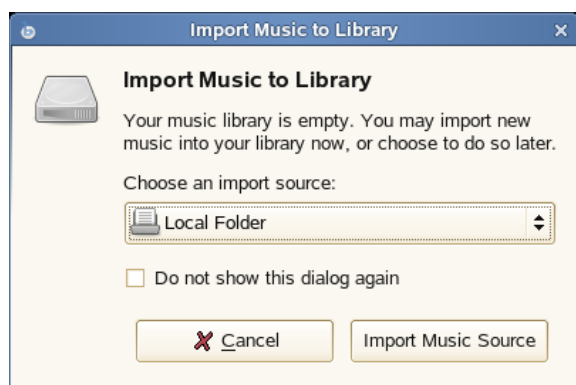 Import Music to Library
Import Music to Library
Your music library is empty. You may import new
music into your library now, or choose to do so later.
Choose an import source:
Local Folder
Do not show this dialog again
Cancel
Import Music Source